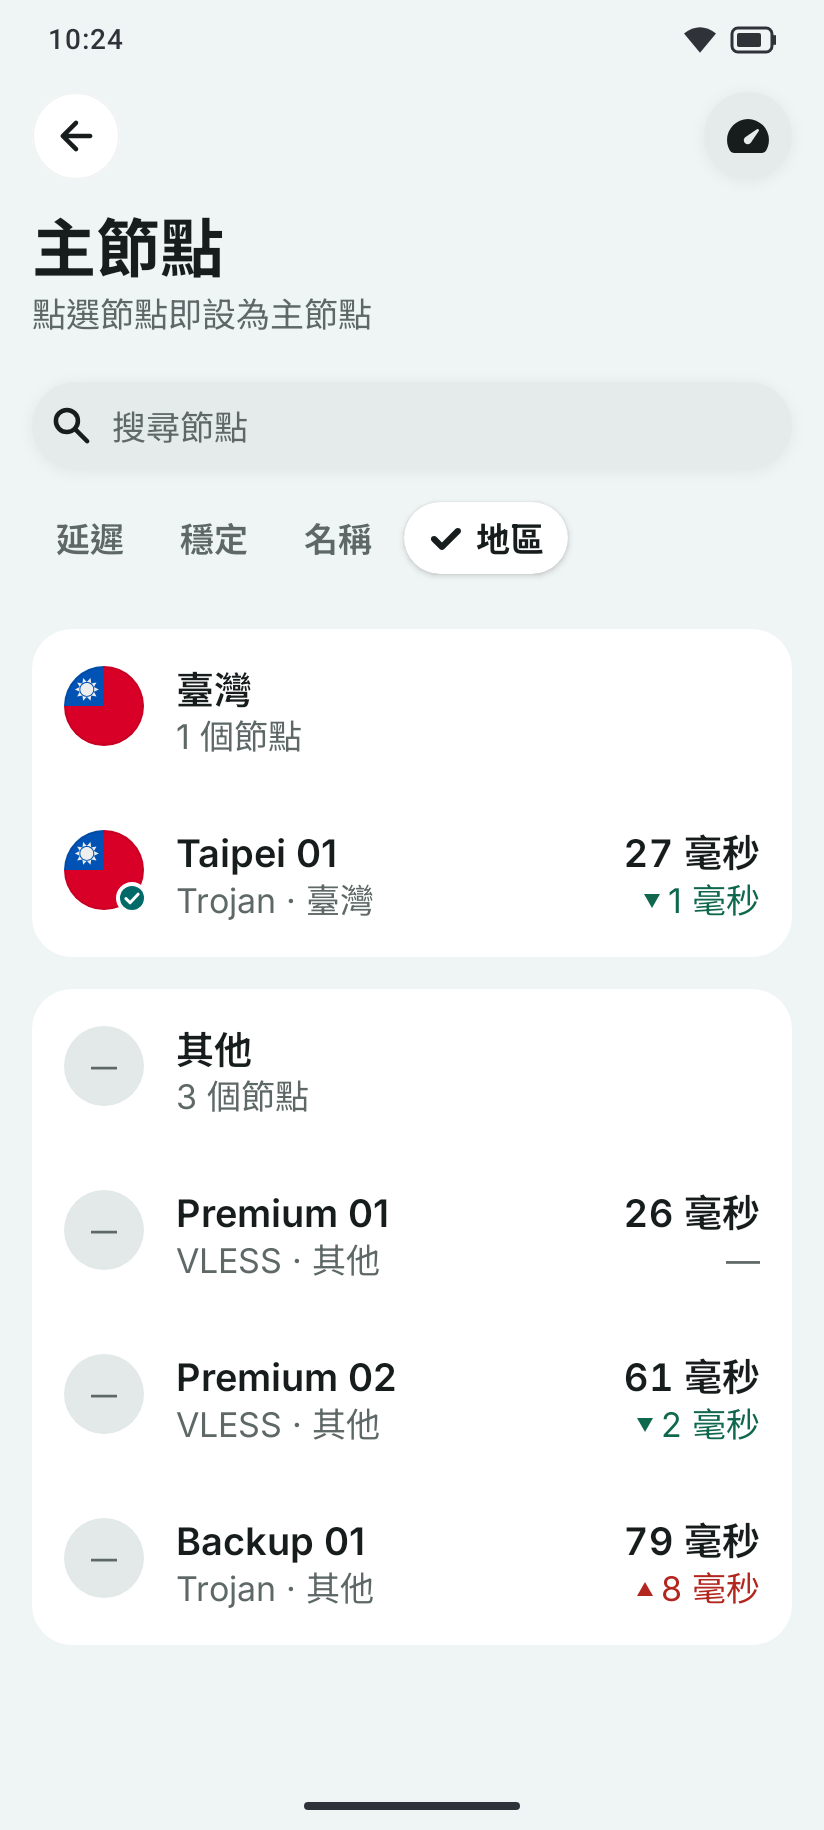 10:24
主節點
點選節點即設為主節點
搜尋節點
延遲 穩定 名稱 地區
臺灣
1 個節點
Taipei 01 27 毫秒
Trojan · 臺灣 ▼1 毫秒
— 其他
3 個節點
— Premium 01 26 毫秒
VLESS · 其他 —
— Premium 02 61 毫秒
VLESS · 其他 ▼2 毫秒
— Backup 01 79 毫秒
Trojan · 其他 ▲8 毫秒